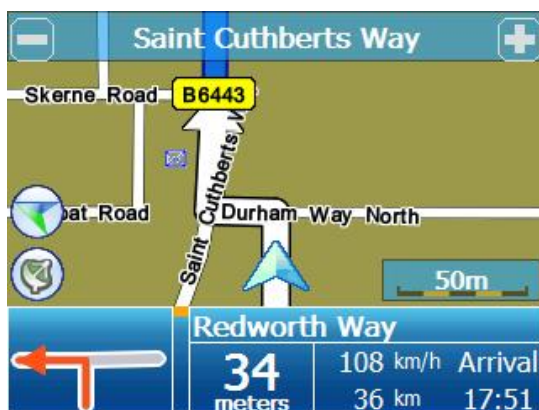 Saint Cuthberts Way
Skerne Road
B6443
Saint Cuthberts
Road
Durham Way North
50m
Redworth Way
34
meters
108 km/h Arrival
36 km 17:51